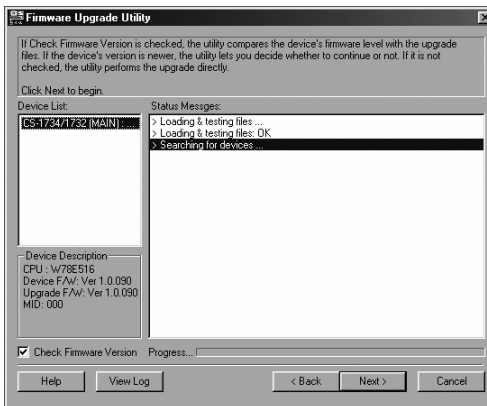 Firmware Upgrade Utility
If Check Firmware Version is checked, the utility compares the device's firmware level with the upgrade
files. If the device's version is newer, the utility lets you decide whether to continue or not. If it is not
checked, the utility performs the upgrade directly.
Click Next to begin.
Device List:
Status Messges:
CS-1734/1732 (MAIN) : ...
> Loading & testing files ...
> Loading & testing files: OK
> Searching for devices ...
Device Description
CPU : W78E516
Device F/W: Ver 1.0.090
Upgrade F/W: Ver 1.0.090
MID: 000
Check Firmware Version
Progress...
Help
View Log
< Back
Next >
Cancel